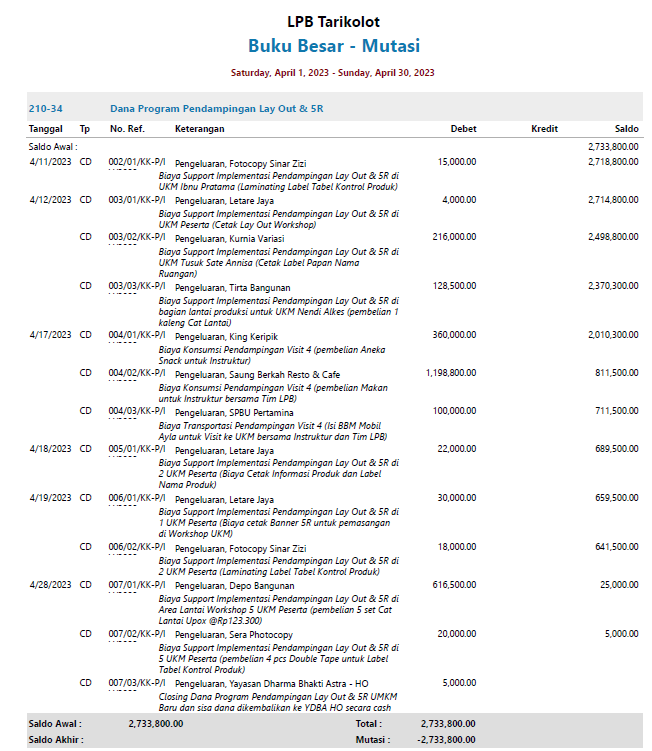 LPB Tarikolot
Buku Besar - Mutasi
Saturday, April 1, 2023 - Sunday, April 30, 2023
210-34 Dana Program Pendampingan Lay Out & 5R
Tanggal Tp No. Ref. Keterangan Debet Kredit Saldo
Saldo Awal : 2,733,800.00
4/11/2023 CD 002/01/KK-P/I Pengeluaran, Fotocopy Sinar Zizi 15,000.00 2,718,800.00
Biaya Support Implementasi Pendampingan Lay Out & 5R di
UKM Ibnu Pratama (Laminating Label Tabel Kontrol Produk)
4/12/2023 CD 003/01/KK-P/I Pengeluaran, Letare Jaya 4,000.00 2,714,800.00
Biaya Support Implementasi Pendampingan Lay Out & 5R di
UKM Peserta (Cetak Lay Out Workshop)
CD 003/02/KK-P/I Pengeluaran, Kurnia Variasi 216,000.00 2,498,800.00
Biaya Support Implementasi Pendampingan Lay Out & 5R di
UKM Tusuk Sate Annisa (Cetak Label Papan Nama
Ruangan)
CD 003/03/KK-P/I Pengeluaran, Tirta Bangunan 128,500.00 2,370,300.00
Biaya Support Implementasi Pendampingan Lay Out & 5R di
bagian lantai produksi untuk UKM Nendi Alkes (pembelian 1
kaleng Cat Lantai)
4/17/2023 CD 004/01/KK-P/I Pengeluaran, King Keripik 360,000.00 2,010,300.00
Biaya Konsumsi Pendampingan Visit 4 (pembelian Aneka
Snack untuk Instruktur)
CD 004/02/KK-P/I Pengeluaran, Saung Berkah Resto & Cafe 1,198,800.00 811,500.00
Biaya Konsumsi Pendampingan Visit 4 (pembelian Makan
untuk Instruktur bersama Tim LPB)
CD 004/03/KK-P/I Pengeluaran, SPBU Pertamina 100,000.00 711,500.00
Biaya Transportasi Pendampingan Visit 4 (Isi BBM Mobil
Ayla untuk Visit ke UKM bersama Instruktur dan Tim LPB)
4/18/2023 CD 005/01/KK-P/I Pengeluaran, Letare Jaya 22,000.00 689,500.00
Biaya Support Implementasi Pendampingan Lay Out & 5R di
2 UKM Peserta (Biaya Cetak Informasi Produk dan Label
Nama Produk)
4/19/2023 CD 006/01/KK-P/I Pengeluaran, Letare Jaya 30,000.00 659,500.00
Biaya Support Implementasi Pendampingan Lay Out & 5R di
1 UKM Peserta (Biaya cetak Banner 5R untuk pemasangan
di Workshop UKM)
CD 006/02/KK-P/I Pengeluaran, Fotocopy Sinar Zizi 18,000.00 641,500.00
Biaya Support Implementasi Pendampingan Lay Out & 5R di
2 UKM Peserta (Laminating Label Tabel Kontrol Produk)
4/28/2023 CD 007/01/KK-P/I Pengeluaran, Depo Bangunan 616,500.00 25,000.00
Biaya Support Implementasi Pendampingan Lay Out & 5R di
Area Lantai Workshop 5 UKM Peserta (pembelian 5 set Cat
Lantai Upox @Rp123.300)
CD 007/02/KK-P/I Pengeluaran, Sera Photocopy 20,000.00 5,000.00
Biaya Support Implementasi Pendampingan Lay Out & 5R di
5 UKM Peserta (pembelian 4 pcs Double Tape untuk Label
Tabel Kontrol Produk)
CD 007/03/KK-P/I Pengeluaran, Yayasan Dharma Bhakti Astra - HO 5,000.00
Closing Dana Program Pendampingan Lay Out & 5R UMKM
Baru dan sisa dana dikembalikan ke YDBA HO secara cash
Saldo Awal : 2,733,800.00 Total : 2,733,800.00
Saldo Akhir : Mutasi : -2,733,800.00